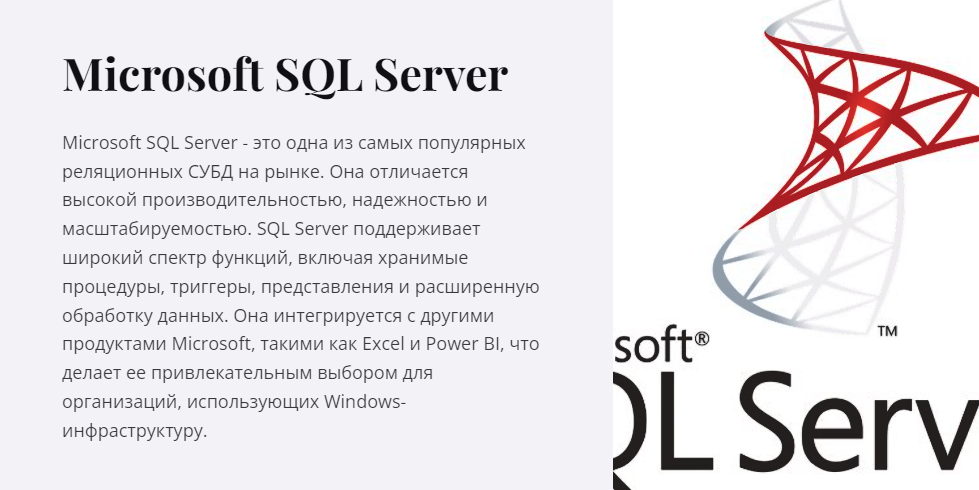 Microsoft SQL Server
Microsoft SQL Server - это одна из самых популярных
реляционных СУБД на рынке. Она отличается
высокой производительностью, надежностью и
масштабируемостью. SQL Server поддерживает
широкий спектр функций, включая хранимые
процедуры, триггеры, представления и расширенную
обработку данных. Она интегрируется с другими
продуктами Microsoft, такими как Excel и Power BI, что
делает ее привлекательным выбором для
организаций, использующих Windows-
инфраструктуру.
TM
soft®
QL Serv